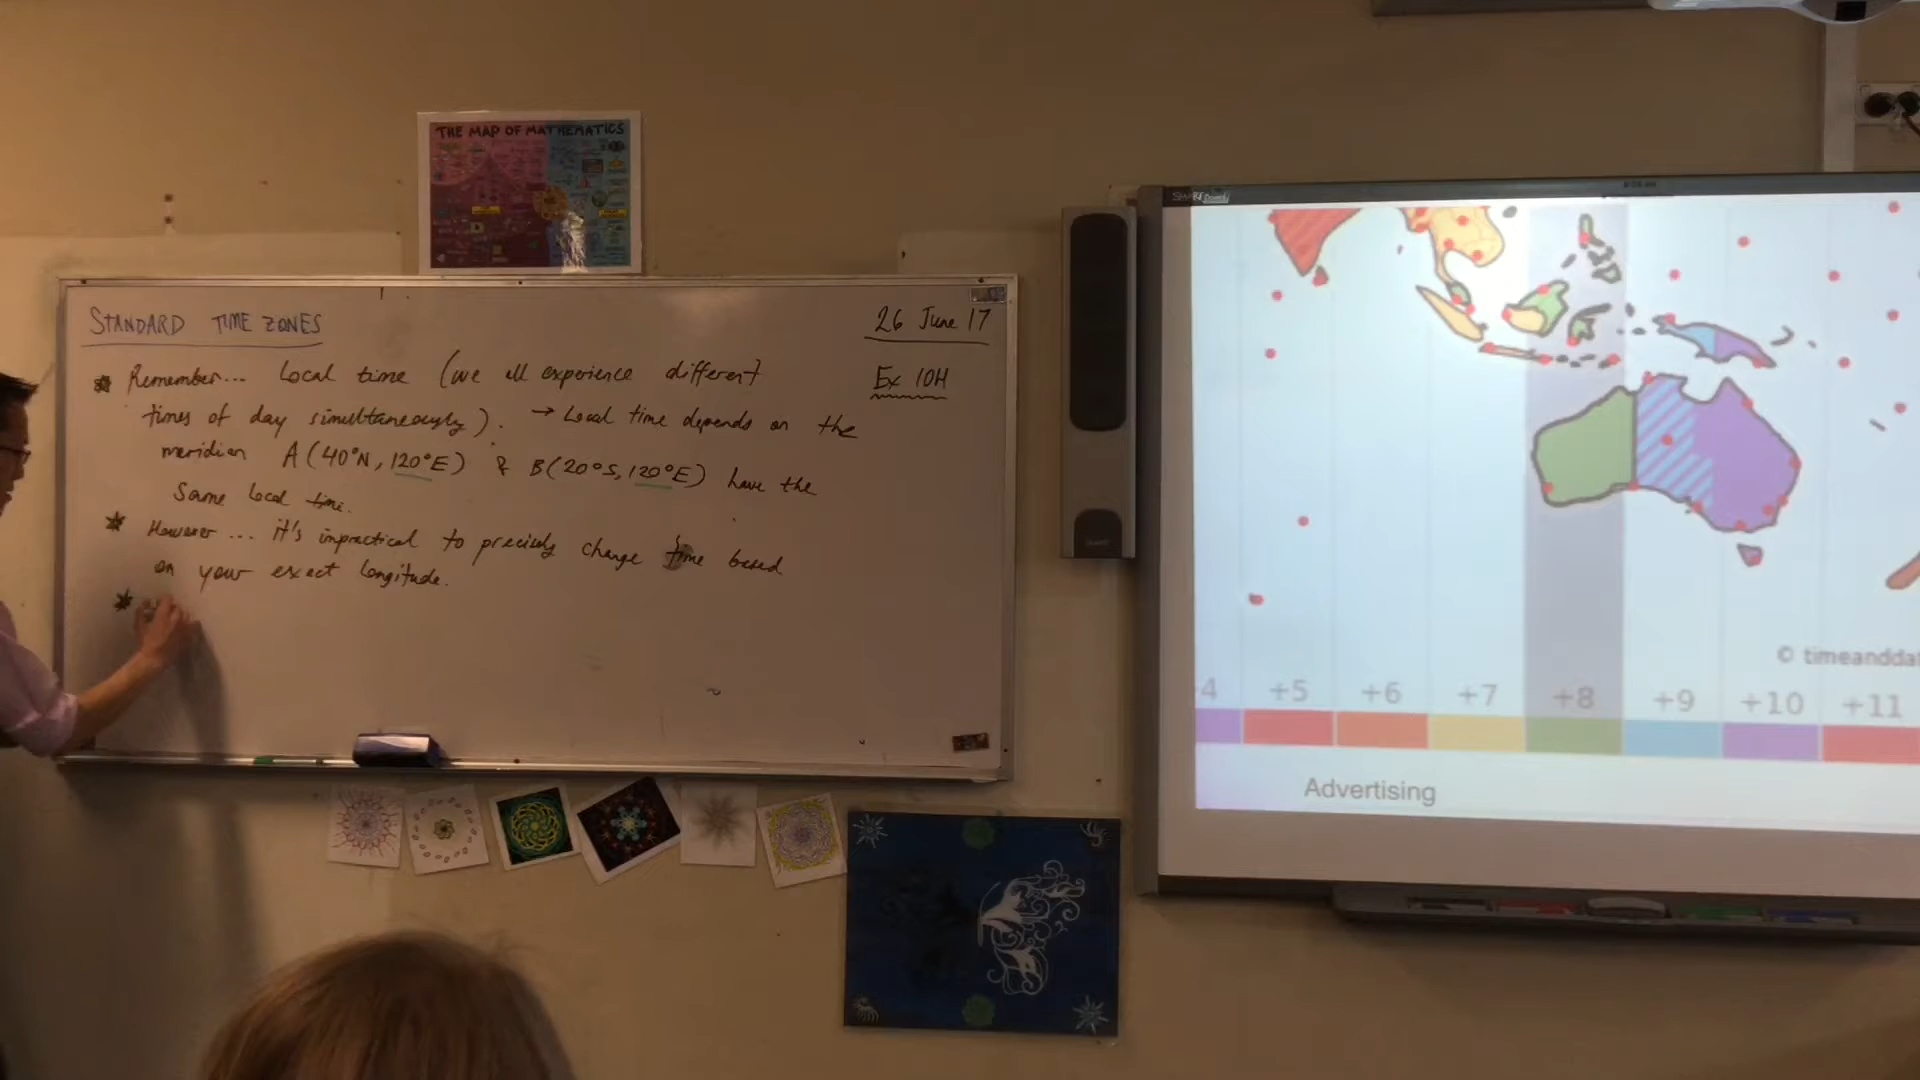 THE MAP OF MATHEMATICS
STANDARD TIME ZONES
26 June 17
Remember... Local time (we all experience different
Ex 10H
times of day simultaneously). → Local time depends on the
meridian A(40°N, 120°E) & B(20°S, 120°E) have the
Same local time.
However... it's impractical to precisely change time based
on your exact longitude.
© timeanddat
+5 +6 +7 +8 +9 +10 +11
Advertising